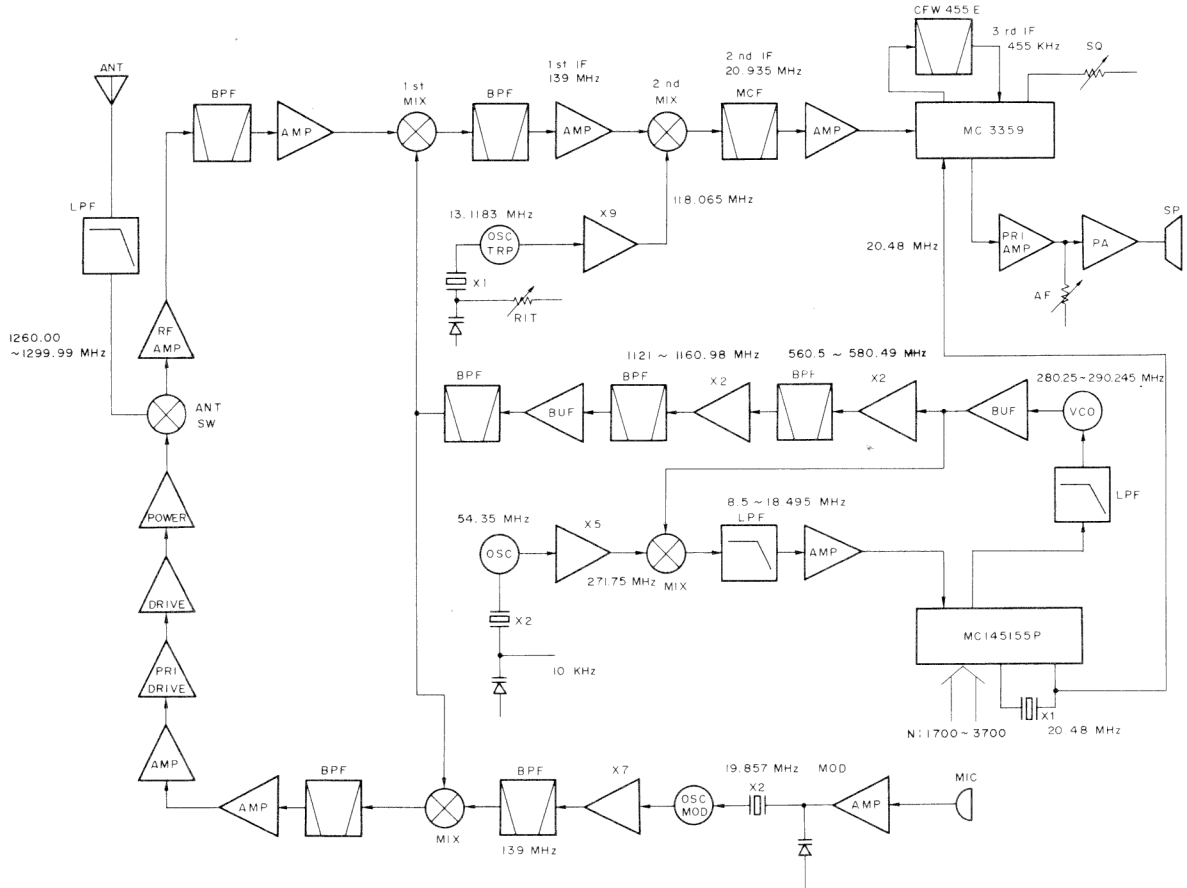 CFW 455 E
3 rd IF
455 KHz
SQ
ANT
BPF
AMP
1 st
MIX
BPF
1 st IF
139 MHz
AMP
2 nd
MIX
2 nd IF
20.935 MHz
MCF
AMP
MC 3359
LPF
13.1183 MHz
OSC
TRP
X9
118.065 MHz
X1
RIT
20.48 MHz
PRI
AMP
PA
SP
AF
1260.00
~1299.99 MHz
RF
AMP
ANT
SW
BPF
BUF
1121 ~ 1160.98 MHz
BPF
X2
560.5 ~ 580.49 MHz
BPF
X2
BUF
280.25~290.245 MHz
VCO
LPF
POWER
54.35 MHz
OSC
X5
271.75 MHz
MIX
8.5 ~ 18.495 MHz
LPF
AMP
X2
10 KHz
DRIVE
MC145155P
PRI
DRIVE
N:1700~3700
X1
20.48 MHz
AMP
AMP
BPF
MIX
BPF
139 MHz
X7
OSC
MOD
19.857 MHz
X2
MOD
AMP
MIC